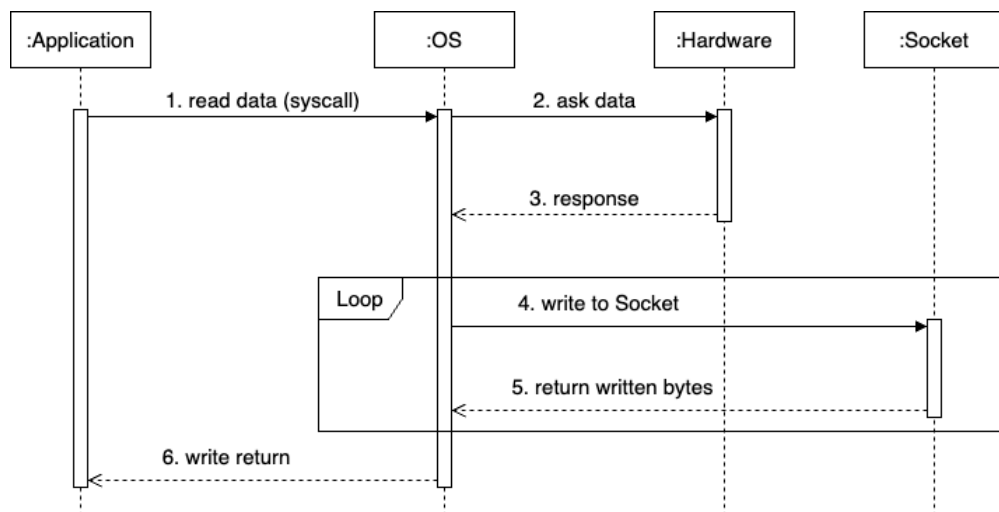 :Application
:OS
:Hardware
:Socket
1. read data (syscall)
2. ask data
3. response
Loop
4. write to Socket
5. return written bytes
6. write return